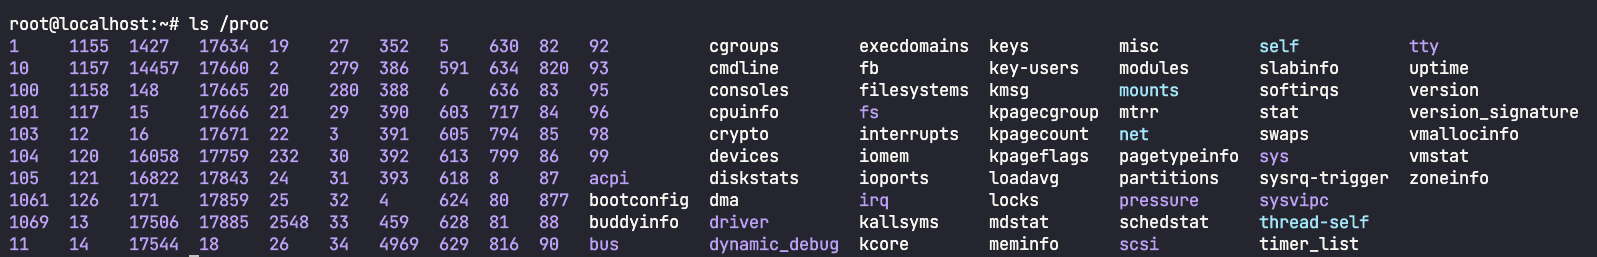 root@localhost:~# ls /proc
1 1155 1427 17634 19 27 352 5 630 82 92 cgroups execdomains keys misc self tty
10 1157 14457 17660 2 279 386 591 634 820 93 cmdline fb key-users modules slabinfo uptime
100 1158 148 17665 20 280 388 6 636 83 95 consoles filesystems kmsg mounts softirqs version
101 117 15 17666 21 29 390 603 717 84 96 cpuinfo fs kpagecgroup mtrr stat version_signature
103 12 16 17671 22 3 391 605 794 85 98 crypto interrupts kpagecount net swaps vmallocinfo
104 120 16058 17759 232 30 392 613 799 86 99 devices iomem kpageflags pagetypeinfo sys vmstat
105 121 16822 17843 24 31 393 618 8 87 acpi diskstats ioports loadavg partitions sysrq-trigger zoneinfo
1061 126 171 17859 25 32 4 624 80 877 bootconfig dma irq locks pressure sysvipc
1069 13 17506 17885 2548 33 459 628 81 88 buddyinfo driver kallsyms mdstat schedstat thread-self
11 14 17544 18 26 34 4969 629 816 90 bus dynamic_debug kcore meminfo scsi timer_list